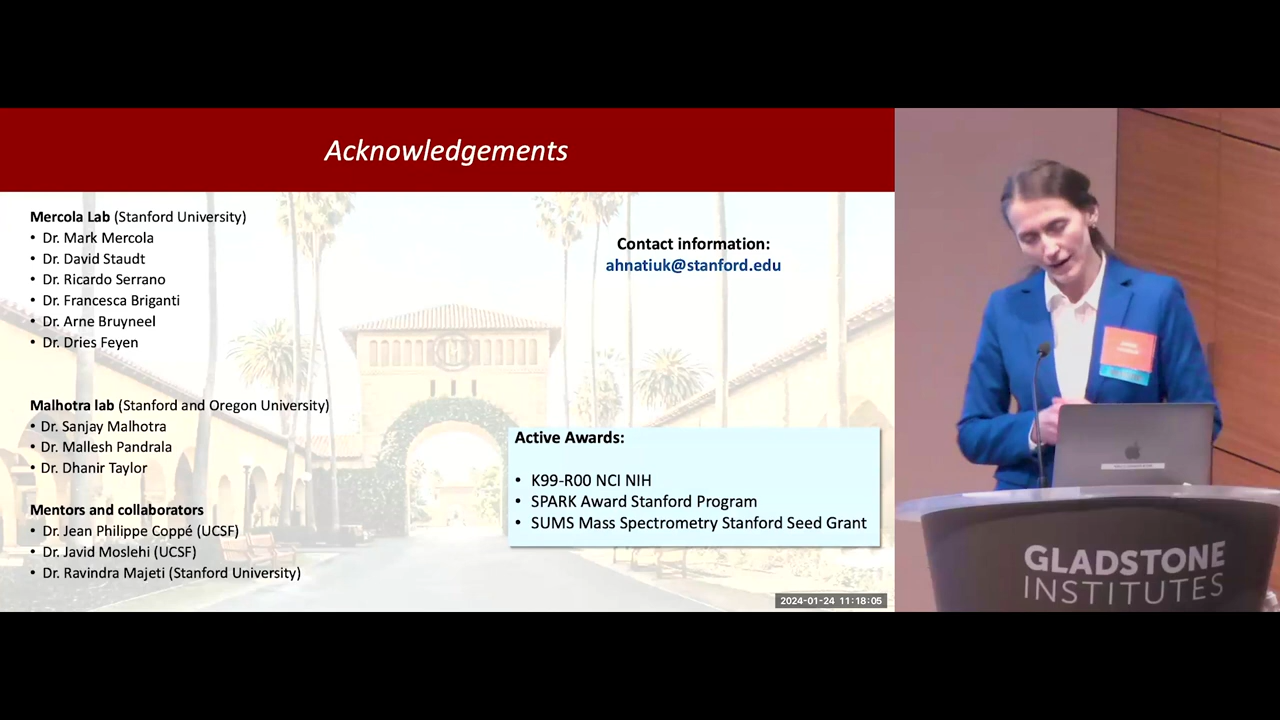 Acknowledgements
Mercola Lab (Stanford University)
• Dr. Mark Mercola
• Dr. David Staudt
• Dr. Ricardo Serrano
• Dr. Francesca Briganti
• Dr. Arne Bruyneel
• Dr. Dries Feyen
Malhotra lab (Stanford and Oregon University)
• Dr. Sanjay Malhotra
• Dr. Mallesh Pandrala
• Dr. Dhanir Taylor
Mentors and collaborators
• Dr. Jean Philippe Coppé (UCSF)
• Dr. Javid Moslehi (UCSF)
• Dr. Ravindra Majeti (Stanford University)
Contact information:
ahnatiuk@stanford.edu
Active Awards:
• K99-R00 NCI NIH
• SPARK Award Stanford Program
• SUMS Mass Spectrometry Stanford Seed Grant
2024-01-24 11:18:05
GLADSTONE
INSTITUTES